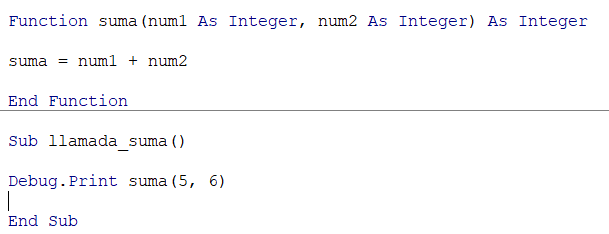 Function suma(num1 As Integer, num2 As Integer) As Integer
suma = num1 + num2
End Function
Sub llamada_suma()
Debug.Print suma(5, 6)
End Sub